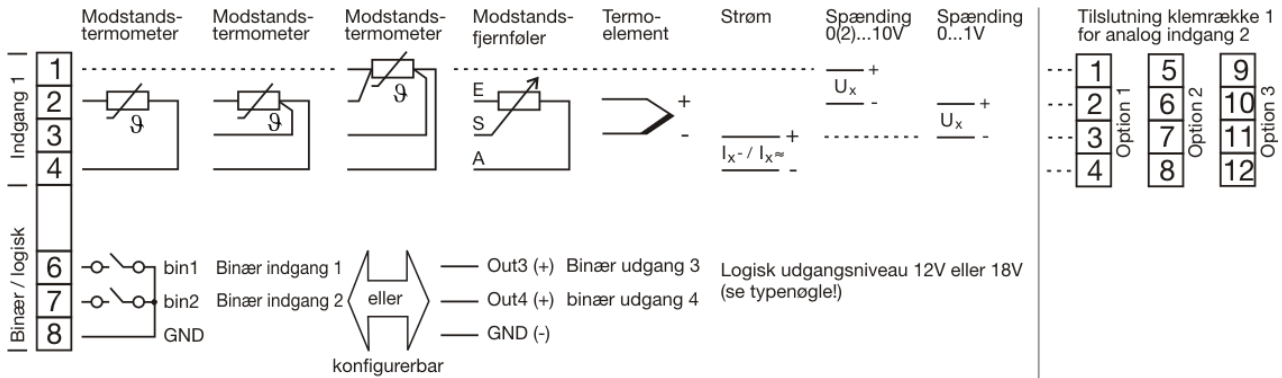 Modstands-
termometer
Modstands-
termometer
Modstands-
termometer
Modstands-
fjernføler
Termo-
element
Strøm
Spænding
0(2)...10V
Spænding
0...1V
Tilslutning klemrække 1
for analog indgang 2
Indgang 1
1
2
3
4
ϑ
ϑ
ϑ
E
S
A
+
-
+
Ix- / Ix≂
-
+
Ux
-
+
Ux
-
1
2
3
4
Option 1
5
6
7
8
Option 2
9
10
11
12
Option 3
Binær / logisk
6
7
8
bin1 Binær indgang 1
bin2 Binær indgang 2
GND
eller
konfigurerbar
Out3 (+) Binær udgang 3
Out4 (+) binær udgang 4
GND (-)
Logisk udgangsniveau 12V eller 18V
(se typenøgle!)